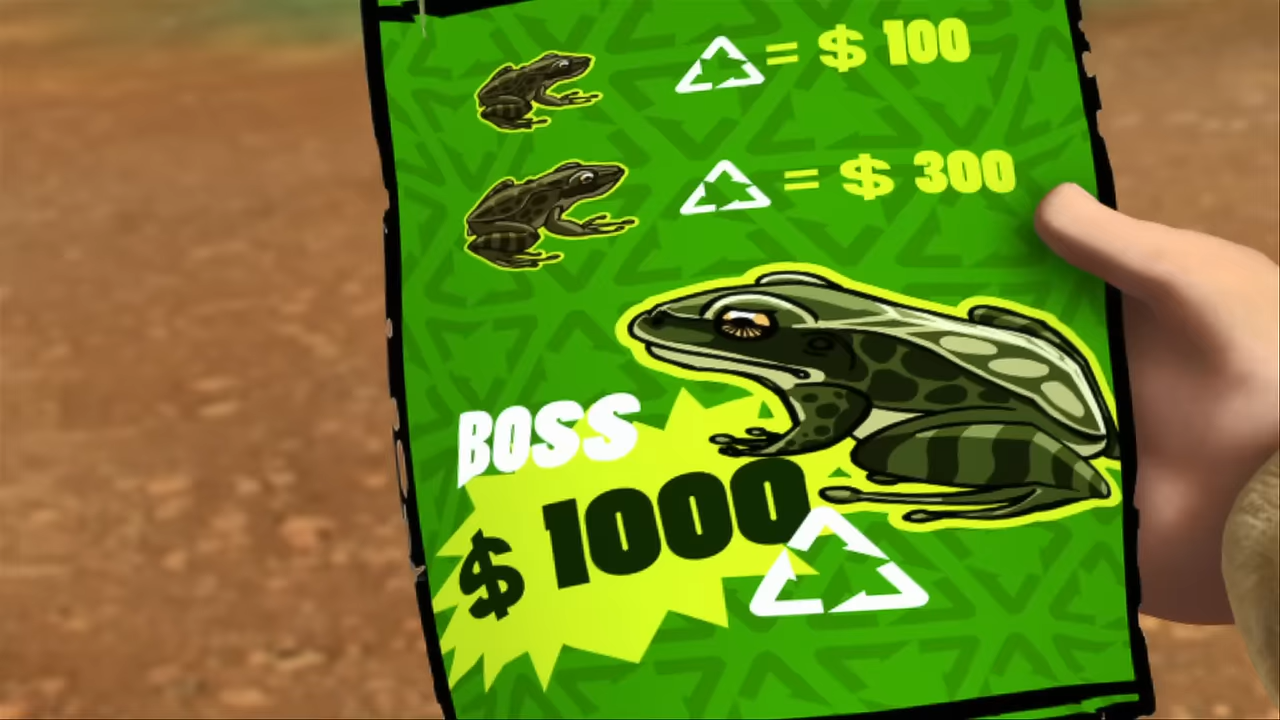 = $ 100
= $ 300
BOSS
$ 1000